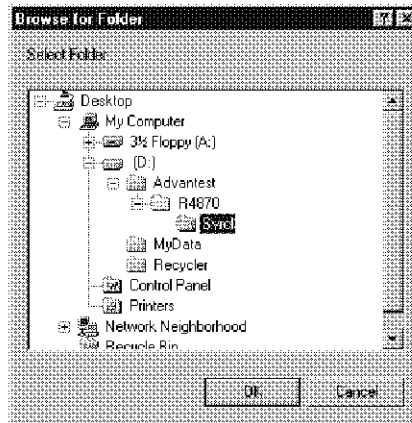 Browse for Folder
Select Folder
Desktop
My Computer
3½ Floppy (A:)
(D:)
Advantest
R4870
MyData
Recycler
Control Panel
Printers
Network Neighborhood
Recycle Bin
OK
Cancel